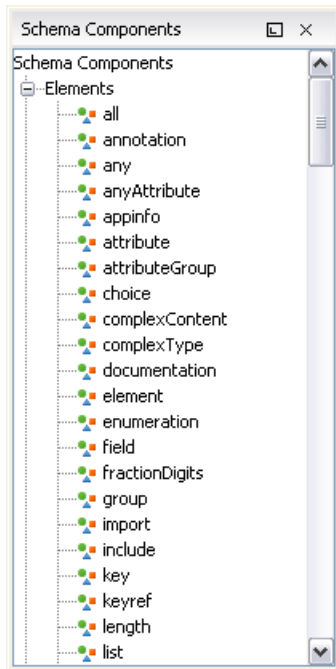 Schema Components
Schema Components
Elements
all
annotation
any
anyAttribute
appinfo
attribute
attributeGroup
choice
complexContent
complexType
documentation
element
enumeration
field
fractionDigits
group
import
include
key
keyref
length
list